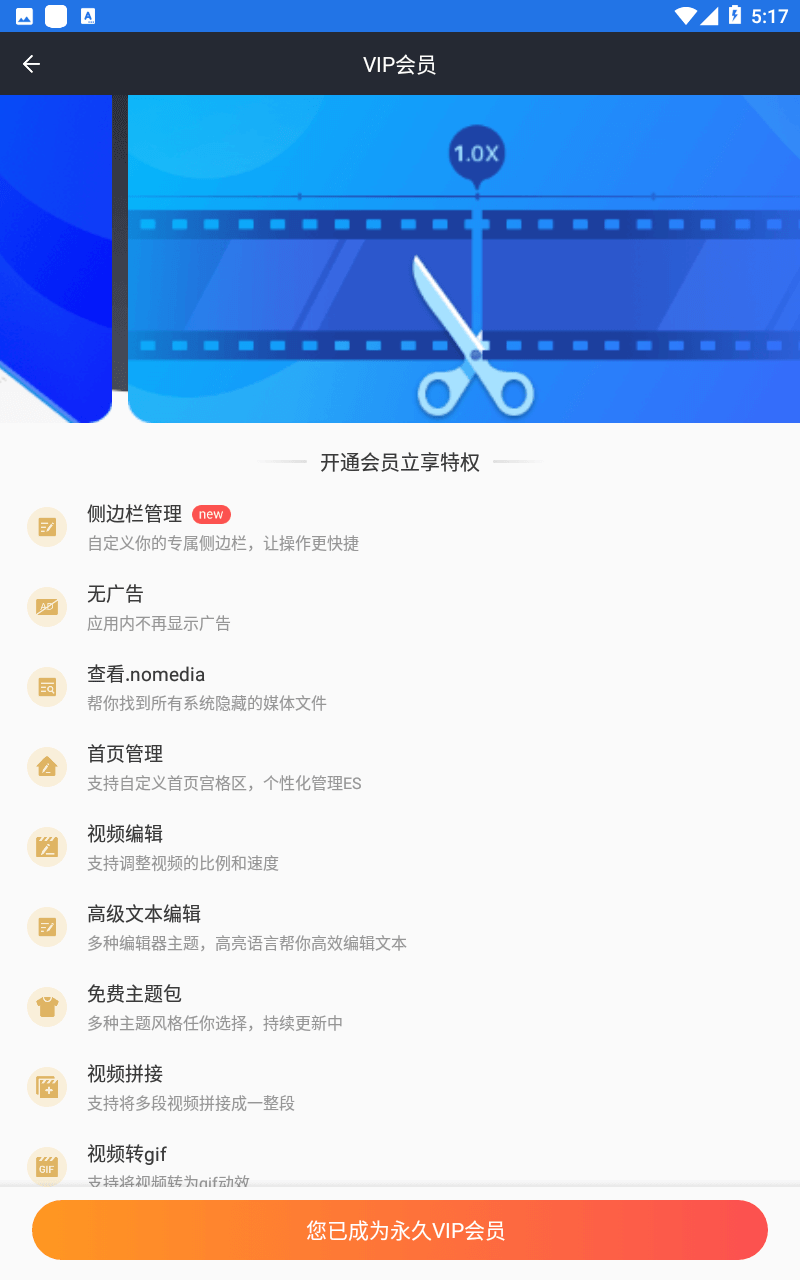 5:17
VIP会员
1.0X
开通会员立享特权
侧边栏管理 new
自定义你的专属侧边栏，让操作更快捷
AD
无广告
应用内不再显示广告
查看.nomedia
帮你找到所有系统隐藏的媒体文件
首页管理
支持自定义首页宫格区，个性化管理ES
视频编辑
支持调整视频的比例和速度
高级文本编辑
多种编辑器主题，高亮语言帮你高效编辑文本
免费主题包
多种主题风格任你选择，持续更新中
视频拼接
支持将多段视频拼接成一整段
GIF
视频转gif
支持将视频转为gif动效
您已成为永久VIP会员